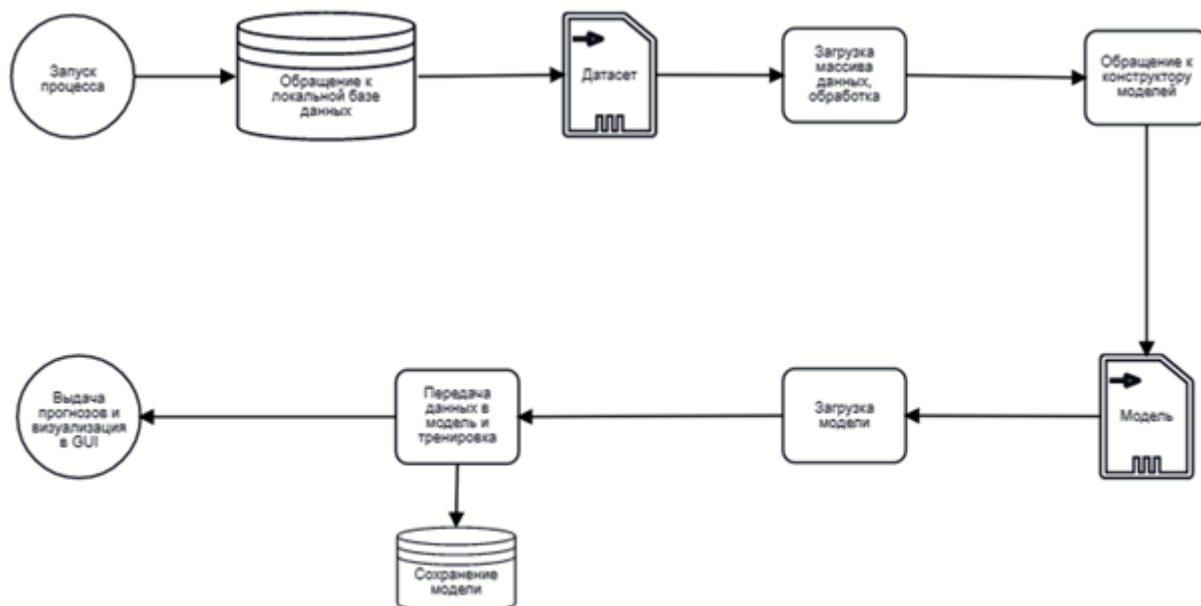 Запуск
процесса
Обращение к
локальной базе
данных
Датасет
Загрузка
массива
данных,
обработка
Обращение к
конструктору
моделей
Выдача
прогнозов и
визуализация
в GUI
Передача
данных в
модель и
тренировка
Загрузка
модели
Модель
Сохранение
модели